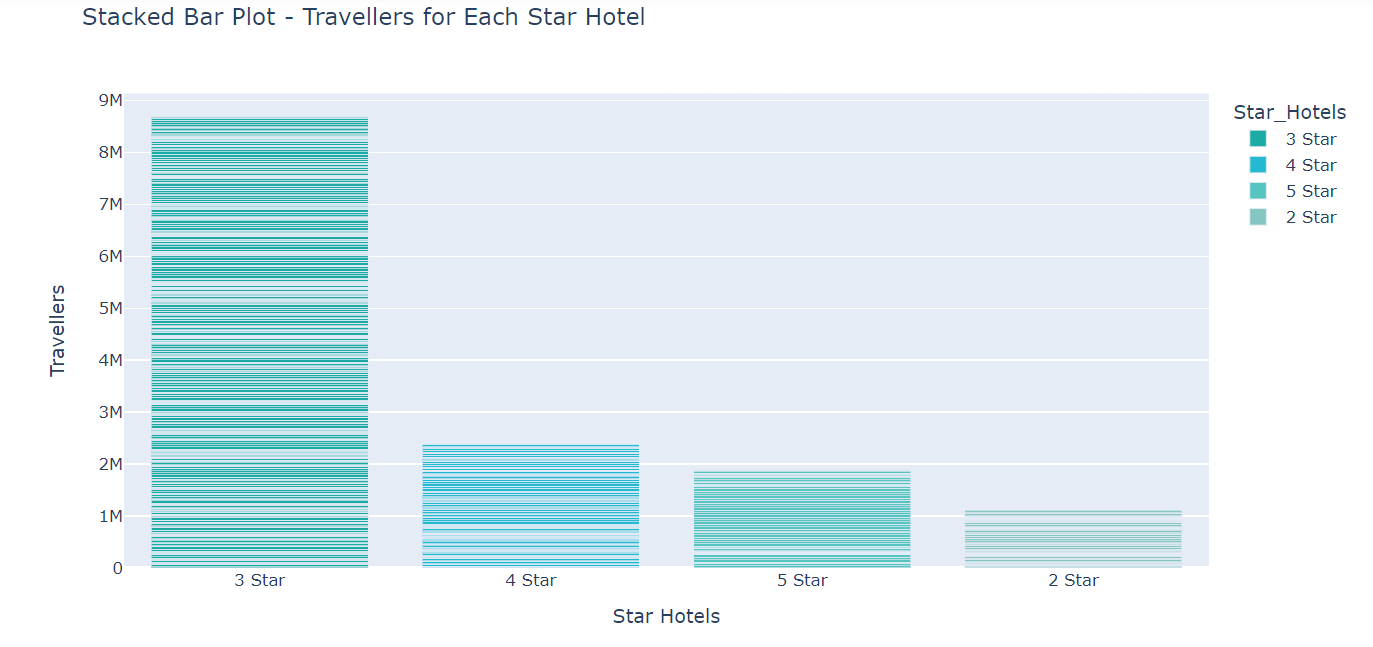 Stacked Bar Plot - Travellers for Each Star Hotel
9M
8M
7M
6M
5M
4M
3M
2M
1M
0
Travellers
3 Star
4 Star
5 Star
2 Star
Star Hotels
Star_Hotels
3 Star
4 Star
5 Star
2 Star